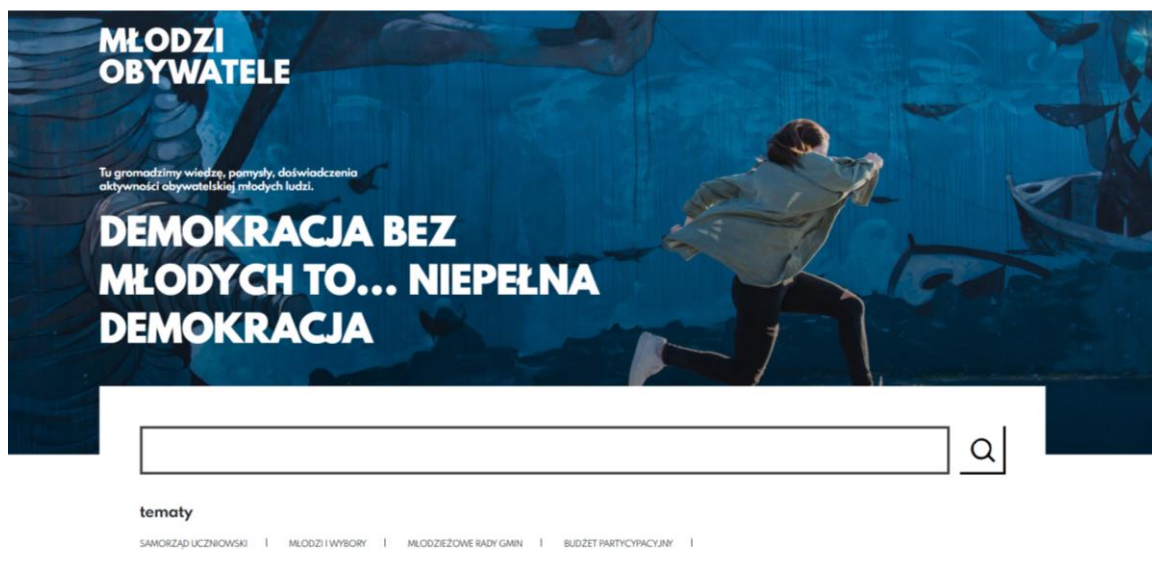 MŁODZI
OBYWATELE
Tu gromadzimy wiedzę, pomysły, doświadczenia
aktywności obywatelskiej młodych ludzi.
DEMOKRACJA BEZ
MŁODYCH TO... NIEPEŁNA
DEMOKRACJA
tematy
SAMORZĄD UCZNIOWSKI | MŁODZI I WYBORY | MŁODZIEŻOWE RADY GMIN | BUDŻET PARTYCYPACYJNY |